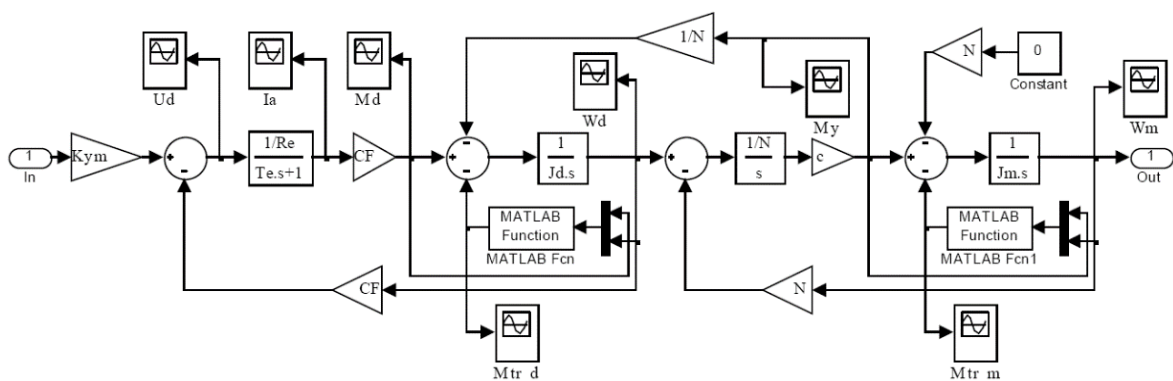 1/N
N
0
Constant
Ud
Ia
Md
Wd
My
Wm
1
In
Kym
+
-
1/Re
Te.s+1
CF
-
+
-
1
Jd.s
+
-
1/N
s
c
-
+
-
1
Jm.s
1
Out
MATLAB
Function
MATLAB Fcn
MATLAB
Function
MATLAB Fcn1
CF
N
Mtr d
Mtr m